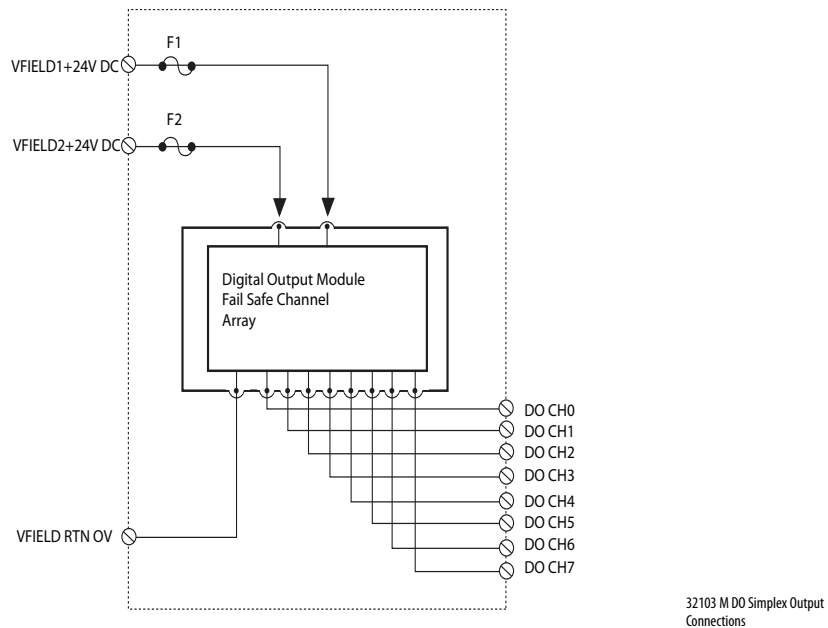 F1
VFIELD1+24V DC
F2
VFIELD2+24V DC
Digital Output Module
Fail Safe Channel
Array
DO CH0
DO CH1
DO CH2
DO CH3
DO CH4
DO CH5
DO CH6
DO CH7
VFIELD RTN OV
32103 M DO Simplex Output
Connections